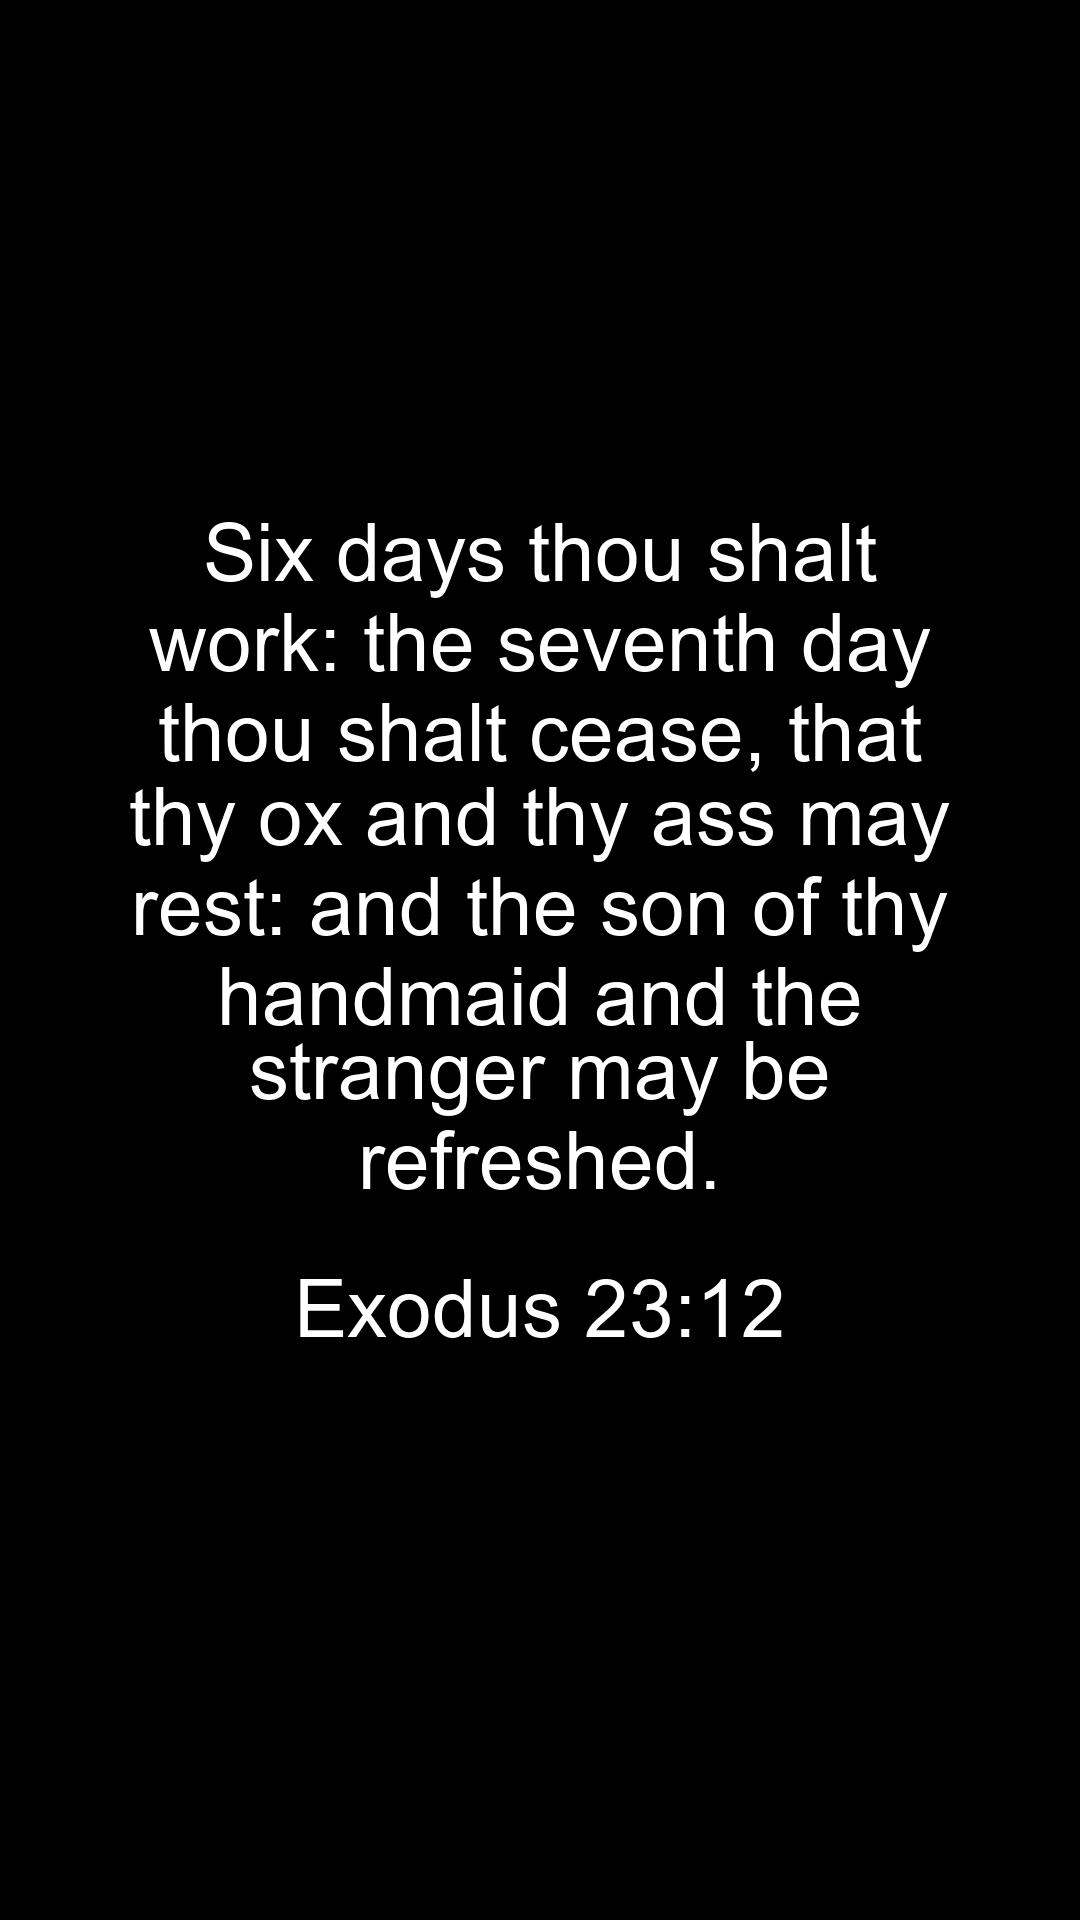 Six days thou shalt
work: the seventh day
thou shalt cease, that
thy ox and thy ass may
rest: and the son of thy
handmaid and the
stranger may be
refreshed.
Exodus 23:12